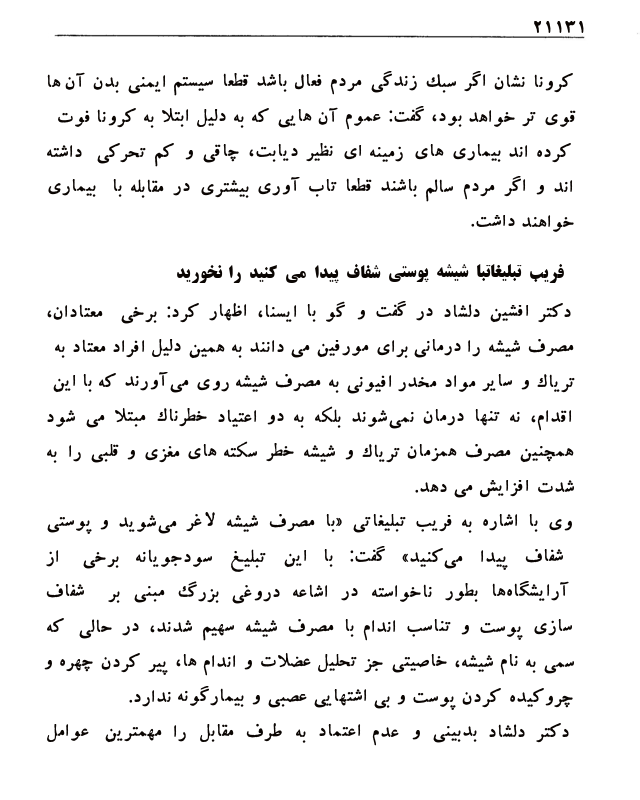 ۲۱۱۳۱
کرونا نشان اگر سبك زندگی مردم فعال باشد قطعا سیستم ایمنی بدن آن ها
قوی تر خواهد بود، گفت: عموم آن هایی که به دلیل ابتلا به کرونا فوت
کرده اند بیماری های زمینه ای نظیر دیابت، چاقی و کم تحرکی داشته
اند و اگر مردم سالم باشند قطعا تاب آوری بیشتری در مقابله با بیماری
خواهند داشت.
فریب تبلیغاتبا شیشه پوستی شفاف پیدا می کنید را نخورید
دکتر افشین دلشاد در گفت و گو با ایسنا، اظهار کرد: برخی معتادان،
مصرف شیشه را درمانی برای مورفین می دانند به همین دلیل افراد معتاد به
تریاك و سایر مواد مخدر افیونی به مصرف شیشه روی می‌آورند که با این
اقدام، نه تنها درمان نمی‌شوند بلکه به دو اعتیاد خطرناك مبتلا می شود
همچنین مصرف همزمان تریاك و شیشه خطر سکته های مغزی و قلبی را به
شدت افزایش می دهد.
وی با اشاره به فریب تبلیغاتی «با مصرف شیشه لاغر می‌شوید و پوستی
شفاف پیدا می‌کنید» گفت: با این تبلیغ سودجویانه برخی از
آرایشگاه‌ها بطور ناخواسته در اشاعه دروغی بزرگ مبنی بر شفاف
سازی پوست و تناسب اندام با مصرف شیشه سهیم شدند، در حالی که
سمی به نام شیشه، خاصیتی جز تحلیل عضلات و اندام ها، پیر کردن چهره و
چروکیده کردن پوست و بی اشتهایی عصبی و بیمارگونه ندارد.
دکتر دلشاد بدبینی و عدم اعتماد به طرف مقابل را مهمترین عوامل